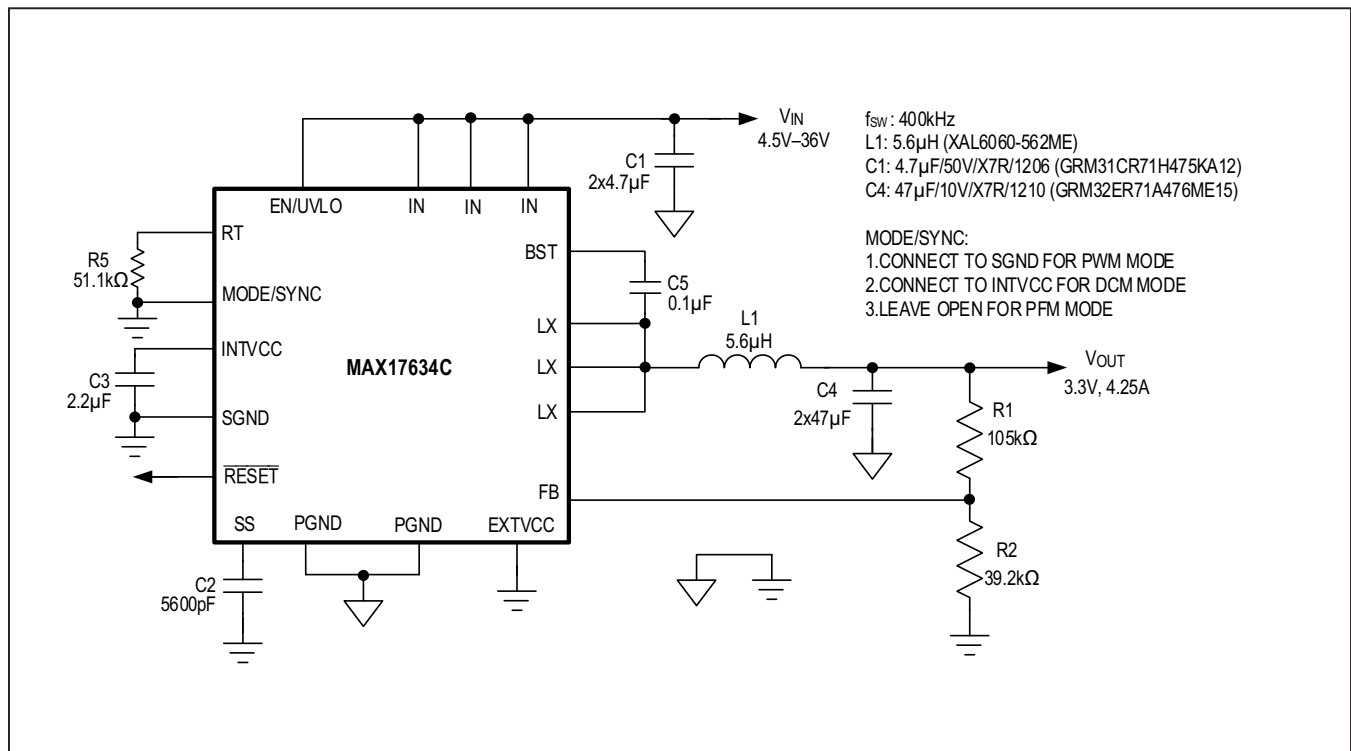 VIN
4.5V–36V
fSW : 400kHz
L1: 5.6µH (XAL6060-562ME)
C1: 4.7µF/50V/X7R/1206 (GRM31CR71H475KA12)
C4: 47µF/10V/X7R/1210 (GRM32ER71A476ME15)
C1
2x4.7µF
EN/UVLO
IN
IN
IN
MODE/SYNC:
1.CONNECT TO SGND FOR PWM MODE
2.CONNECT TO INTVCC FOR DCM MODE
3.LEAVE OPEN FOR PFM MODE
RT
R5
51.1kΩ
MODE/SYNC
INTVCC
C3
2.2µF
SGND
RESET
MAX17634C
BST
C5
0.1µF
LX
LX
LX
L1
5.6µH
VOUT
3.3V, 4.25A
C4
2x47µF
R1
105kΩ
FB
R2
39.2kΩ
SS
PGND
PGND
EXTVCC
C2
5600pF